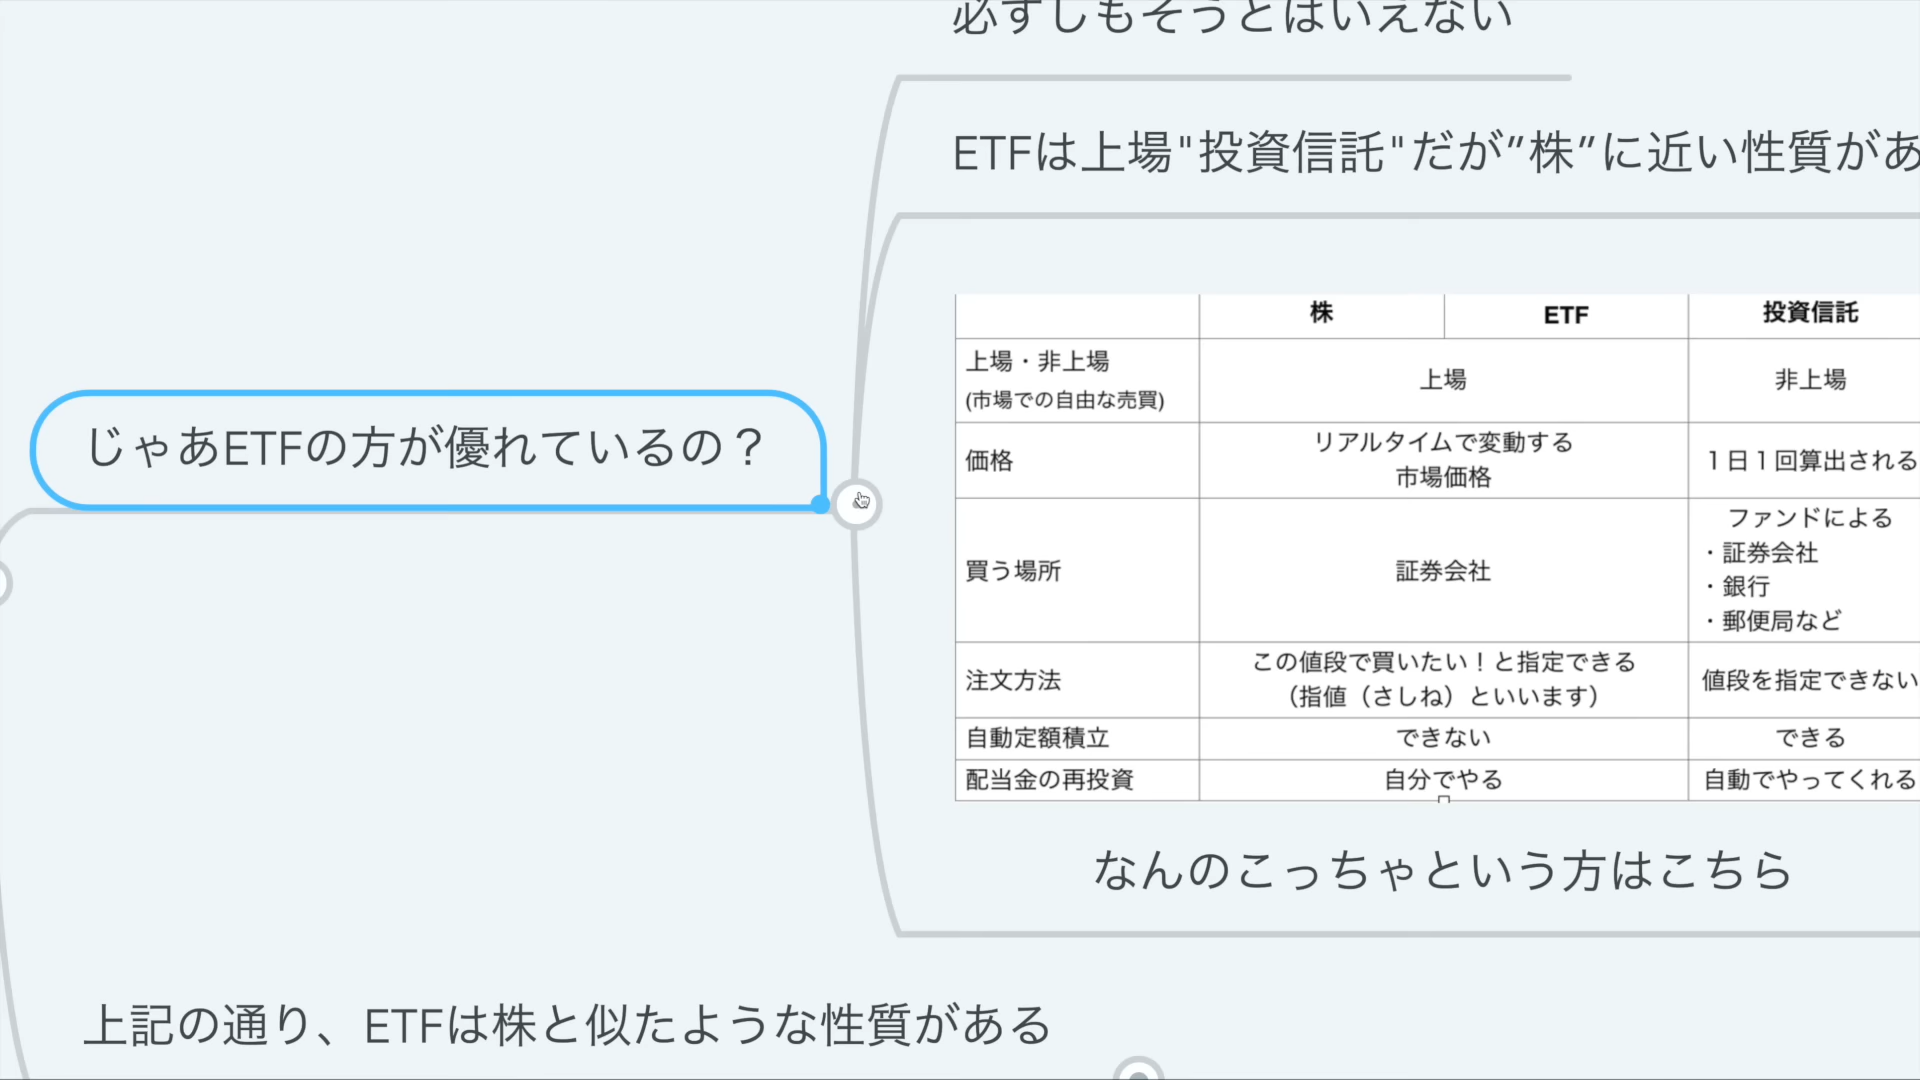 必ずしもそうとはいえない
ETFは上場"投資信託"だが”株”に近い性質があ
じゃあETFの方が優れているの？
株 ETF 投資信託
上場・非上場
(市場での自由な売買)
上場 非上場
価格
リアルタイムで変動する
市場価格
１日１回算出される
買う場所
証券会社
ファンドによる
・証券会社
・銀行
・郵便局など
注文方法
この値段で買いたい！と指定できる
（指値（さしね）といいます）
値段を指定できない
自動定額積立 できない できる
配当金の再投資 自分でやる 自動でやってくれる
なんのこっちゃという方はこちら
上記の通り、ETFは株と似たような性質がある